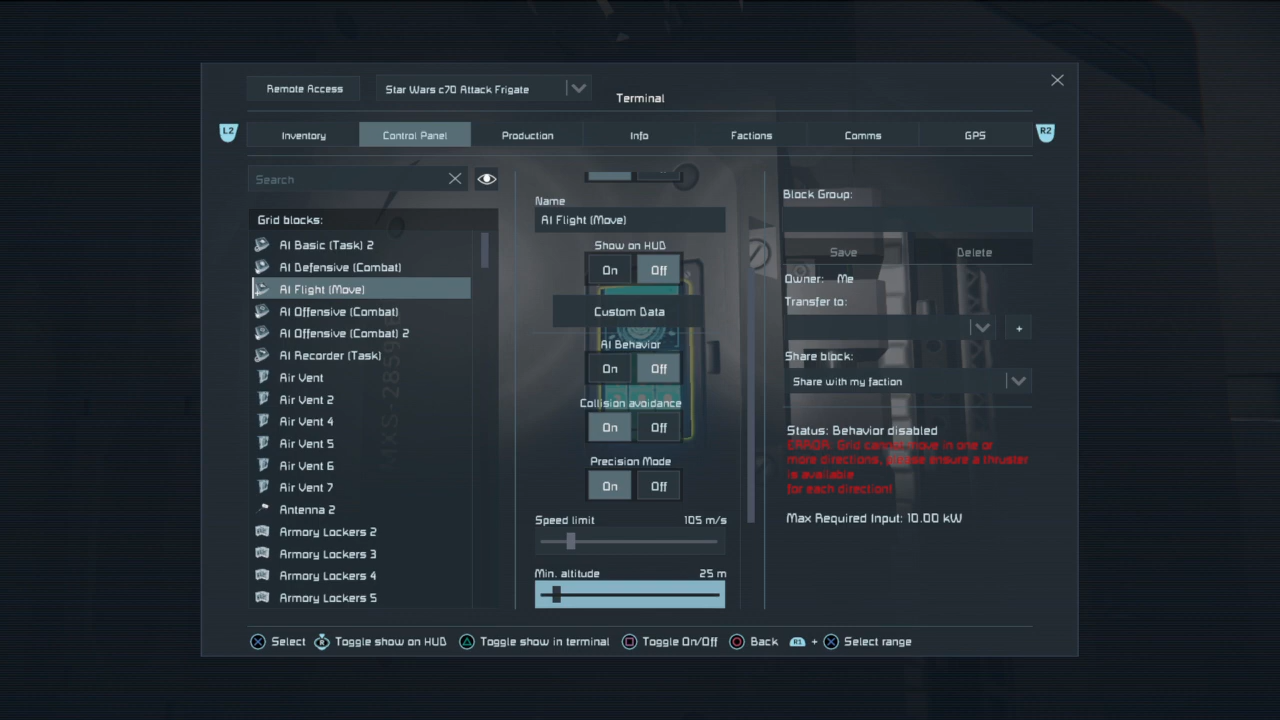 Remote Access
Star Wars c70 Attack Frigate
Terminal
L2
Inventory
Control Panel
Production
Info
Factions
Comms
GPS
R2
Search
Grid blocks:
AI Basic (Task) 2
AI Defensive (Combat)
AI Flight (Move)
AI Offensive (Combat)
AI Offensive (Combat) 2
AI Recorder (Task)
Air Vent
Air Vent 2
Air Vent 4
Air Vent 5
Air Vent 6
Air Vent 7
Antenna 2
Armory Lockers 2
Armory Lockers 3
Armory Lockers 4
Armory Lockers 5
Name
AI Flight (Move)
Show on HUD
On Off
Custom Data
AI Behavior
On Off
Collision avoidance
On Off
Precision Mode
On Off
Speed limit 105 m/s
Min. altitude 25 m
Block Group:
Save Delete
Owner: Me
Transfer to:
+
Share block:
Share with my faction
Status: Behavior disabled
ERROR: Grid cannot move in one or
more directions, please ensure a thruster
is available
for each direction!
Max Required Input: 10.00 kW
Select
R
Toggle show on HUD
Toggle show in terminal
Toggle On/Off
Back
R1 +
Select range